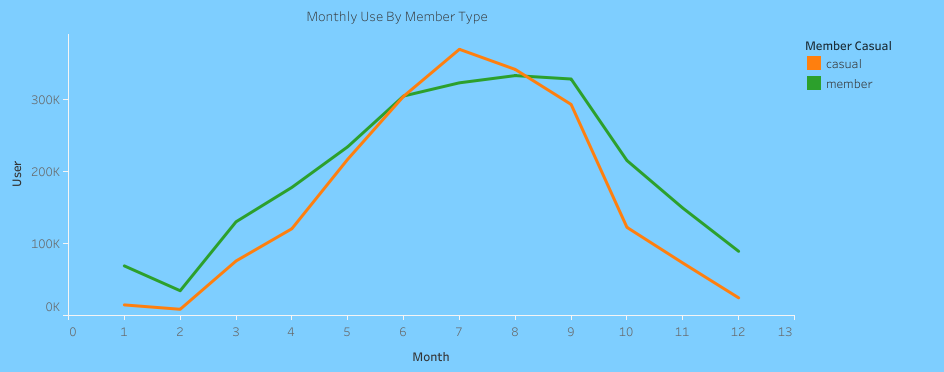 Monthly Use By Member Type
Member Casual
casual
member
User
300K
200K
100K
0K
0 1 2 3 4 5 6 7 8 9 10 11 12 13
Month